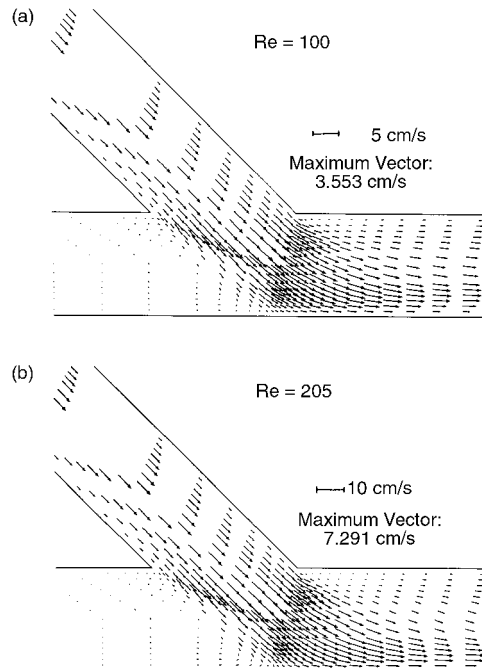 (a)
Re = 100
5 cm/s
Maximum Vector:
3.553 cm/s
(b)
Re = 205
10 cm/s
Maximum Vector:
7.291 cm/s